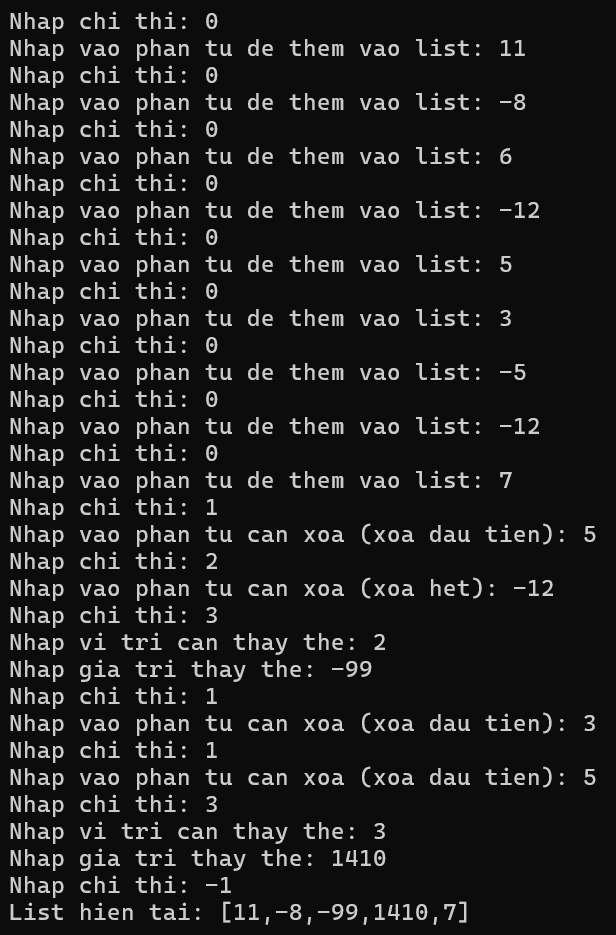 Nhap chi thi: 0
Nhap vao phan tu de them vao list: 11
Nhap chi thi: 0
Nhap vao phan tu de them vao list: -8
Nhap chi thi: 0
Nhap vao phan tu de them vao list: 6
Nhap chi thi: 0
Nhap vao phan tu de them vao list: -12
Nhap chi thi: 0
Nhap vao phan tu de them vao list: 5
Nhap chi thi: 0
Nhap vao phan tu de them vao list: 3
Nhap chi thi: 0
Nhap vao phan tu de them vao list: -5
Nhap chi thi: 0
Nhap vao phan tu de them vao list: -12
Nhap chi thi: 0
Nhap vao phan tu de them vao list: 7
Nhap chi thi: 1
Nhap vao phan tu can xoa (xoa dau tien): 5
Nhap chi thi: 2
Nhap vao phan tu can xoa (xoa het): -12
Nhap chi thi: 3
Nhap vi tri can thay the: 2
Nhap gia tri thay the: -99
Nhap chi thi: 1
Nhap vao phan tu can xoa (xoa dau tien): 3
Nhap chi thi: 1
Nhap vao phan tu can xoa (xoa dau tien): 5
Nhap chi thi: 3
Nhap vi tri can thay the: 3
Nhap gia tri thay the: 1410
Nhap chi thi: -1
List hien tai: [11,-8,-99,1410,7]